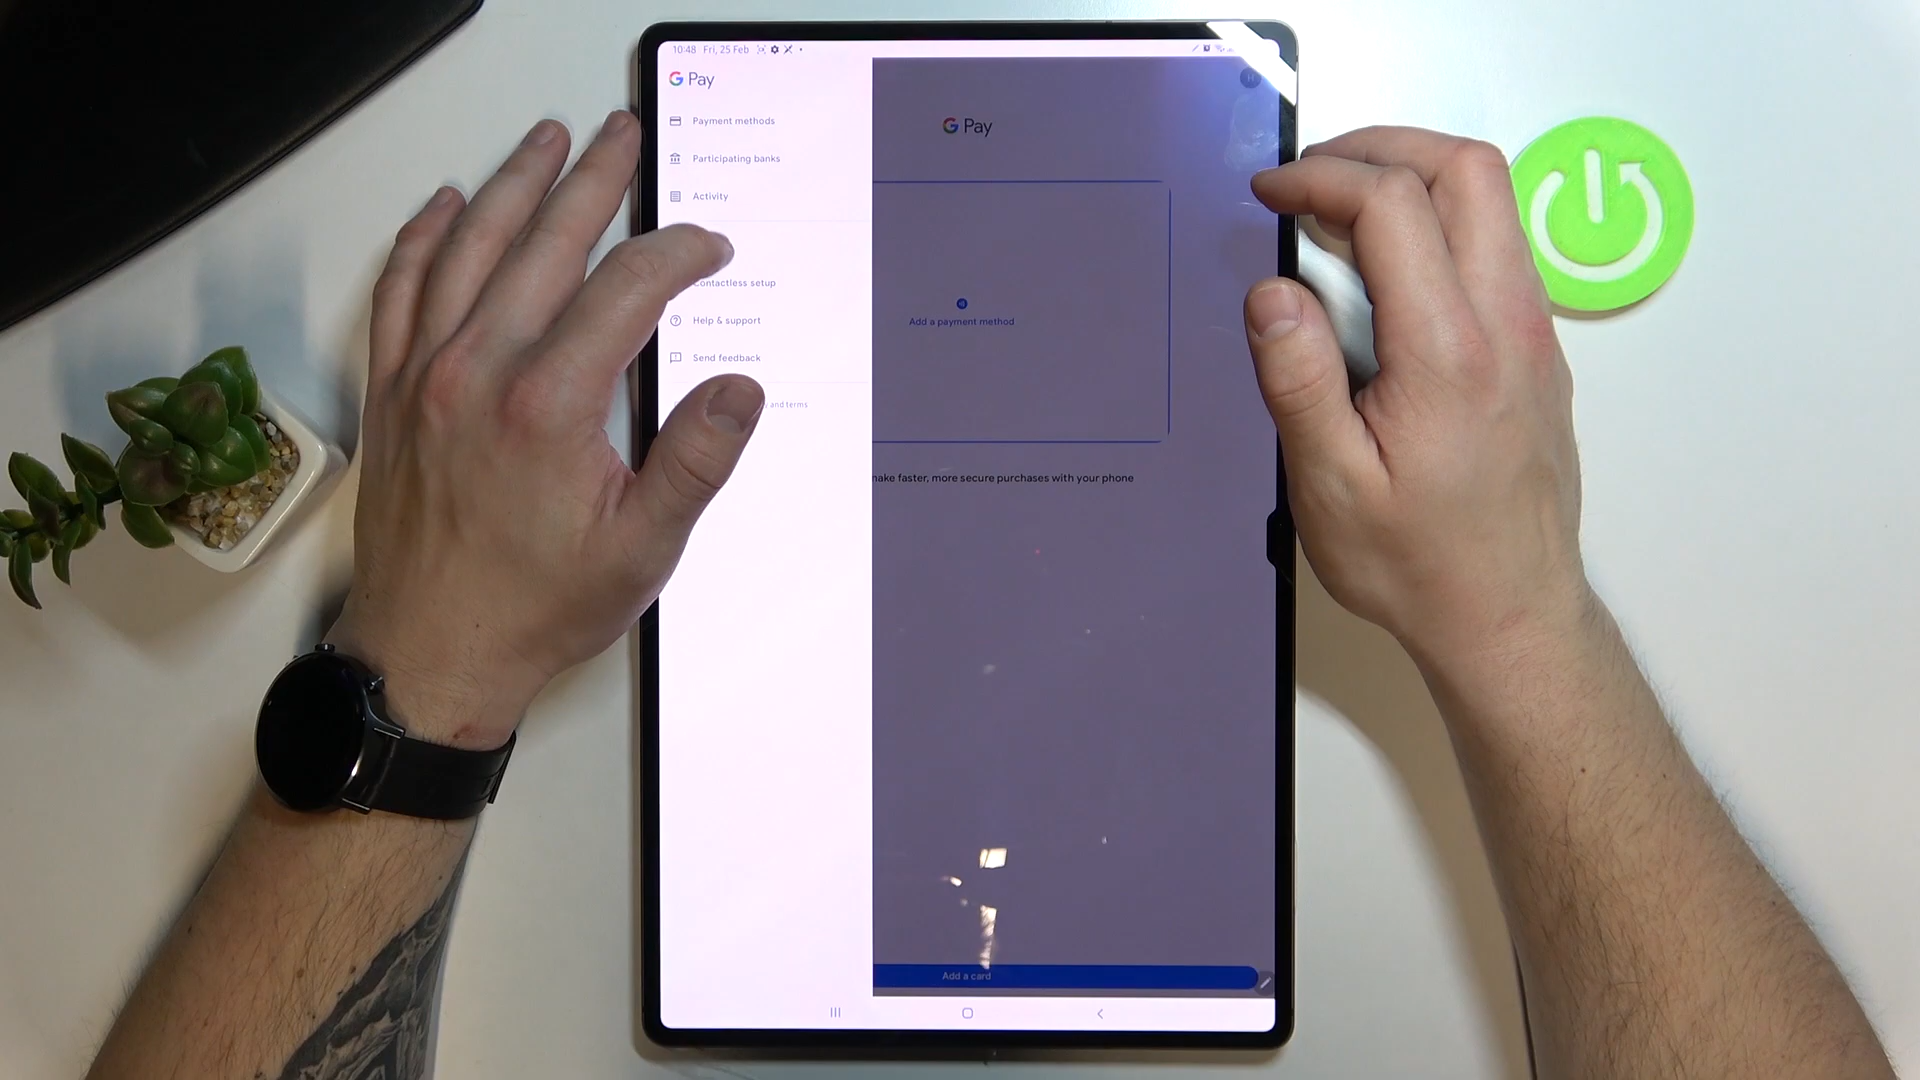 10:48 Fri, 25 Feb
G Pay
Payment methods
Participating banks
Activity
Contactless setup
Help & support
Send feedback
and terms
H
G Pay
Add a payment method
make faster, more secure purchases with your phone
Add a card